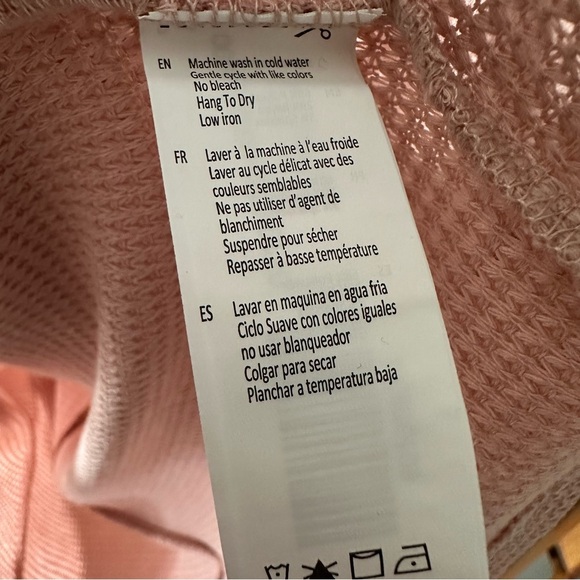 EN Machine wash in cold water
Gentle cycle with like colors
No bleach
Hang To Dry
Low iron
FR Laver à la machine à l'eau froide
Laver au cycle délicat avec des
couleurs semblables
Ne pas utiliser d'agent de
blanchiment
Suspendre pour sécher
Repasser à basse température
ES Lavar en maquina en agua fria
Ciclo Suave con colores iguales
no usar blanqueador
Colgar para secar
Planchar a temperatura baja